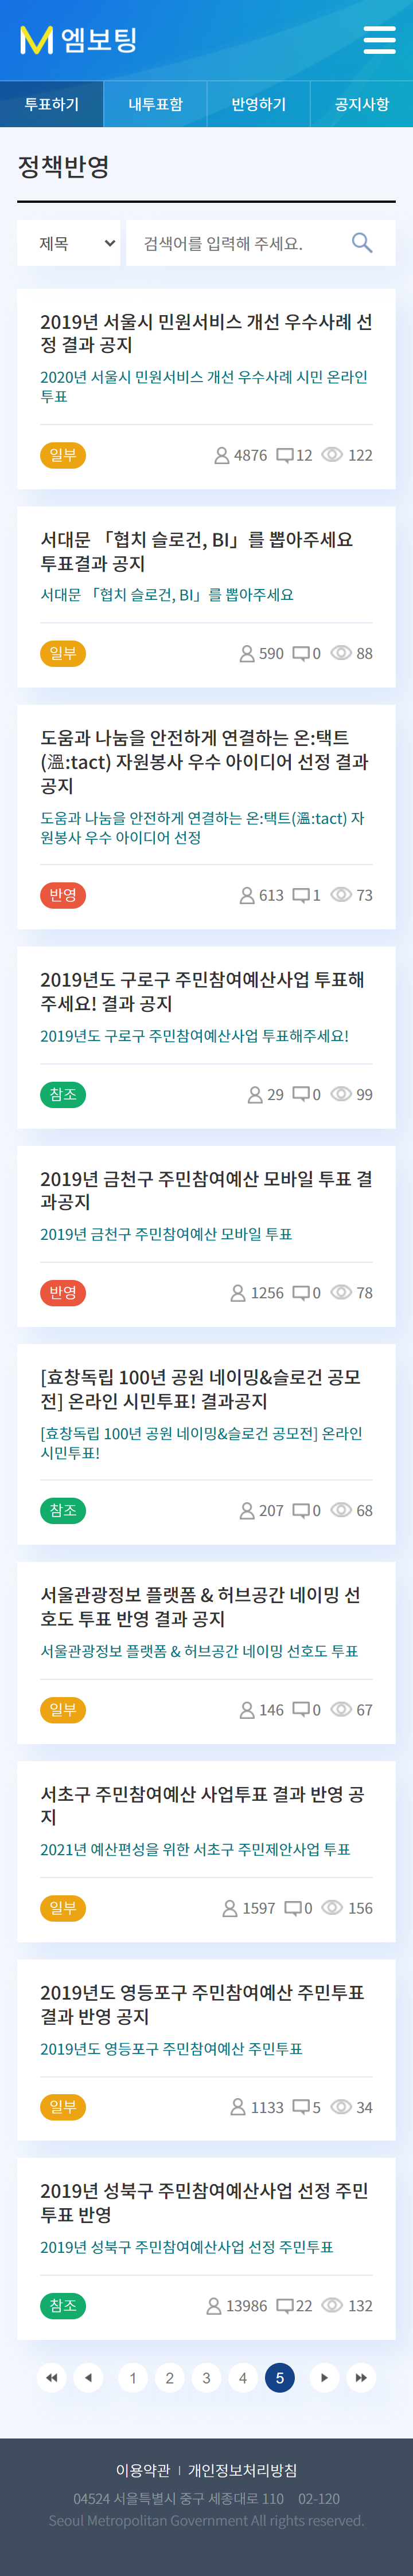 엠보팅
투표하기 내투표함 반영하기 공지사항
정책반영
제목 검색어를 입력해 주세요.
2019년 서울시 민원서비스 개선 우수사례 선
정 결과 공지
2020년 서울시 민원서비스 개선 우수사례 시민 온라인
투표
일부 4876 12 122
서대문 「협치 슬로건, BI」를 뽑아주세요
투표결과 공지
서대문 「협치 슬로건, BI」를 뽑아주세요
일부 590 0 88
도움과 나눔을 안전하게 연결하는 온:택트
(溫:tact) 자원봉사 우수 아이디어 선정 결과
공지
도움과 나눔을 안전하게 연결하는 온:택트(溫:tact) 자
원봉사 우수 아이디어 선정
반영 613 1 73
2019년도 구로구 주민참여예산사업 투표해
주세요! 결과 공지
2019년도 구로구 주민참여예산사업 투표해주세요!
참조 29 0 99
2019년 금천구 주민참여예산 모바일 투표 결
과공지
2019년 금천구 주민참여예산 모바일 투표
반영 1256 0 78
[효창독립 100년 공원 네이밍&슬로건 공모
전] 온라인 시민투표! 결과공지
[효창독립 100년 공원 네이밍&슬로건 공모전] 온라인
시민투표!
참조 207 0 68
서울관광정보 플랫폼 & 허브공간 네이밍 선
호도 투표 반영 결과 공지
서울관광정보 플랫폼 & 허브공간 네이밍 선호도 투표
일부 146 0 67
서초구 주민참여예산 사업투표 결과 반영 공
지
2021년 예산편성을 위한 서초구 주민제안사업 투표
일부 1597 0 156
2019년도 영등포구 주민참여예산 주민투표
결과 반영 공지
2019년도 영등포구 주민참여예산 주민투표
일부 1133 5 34
2019년 성북구 주민참여예산사업 선정 주민
투표 반영
2019년 성북구 주민참여예산사업 선정 주민투표
참조 13986 22 132
1 2 3 4 5
이용약관 | 개인정보처리방침
04524 서울특별시 중구 세종대로 110 02-120
Seoul Metropolitan Government All rights reserved.